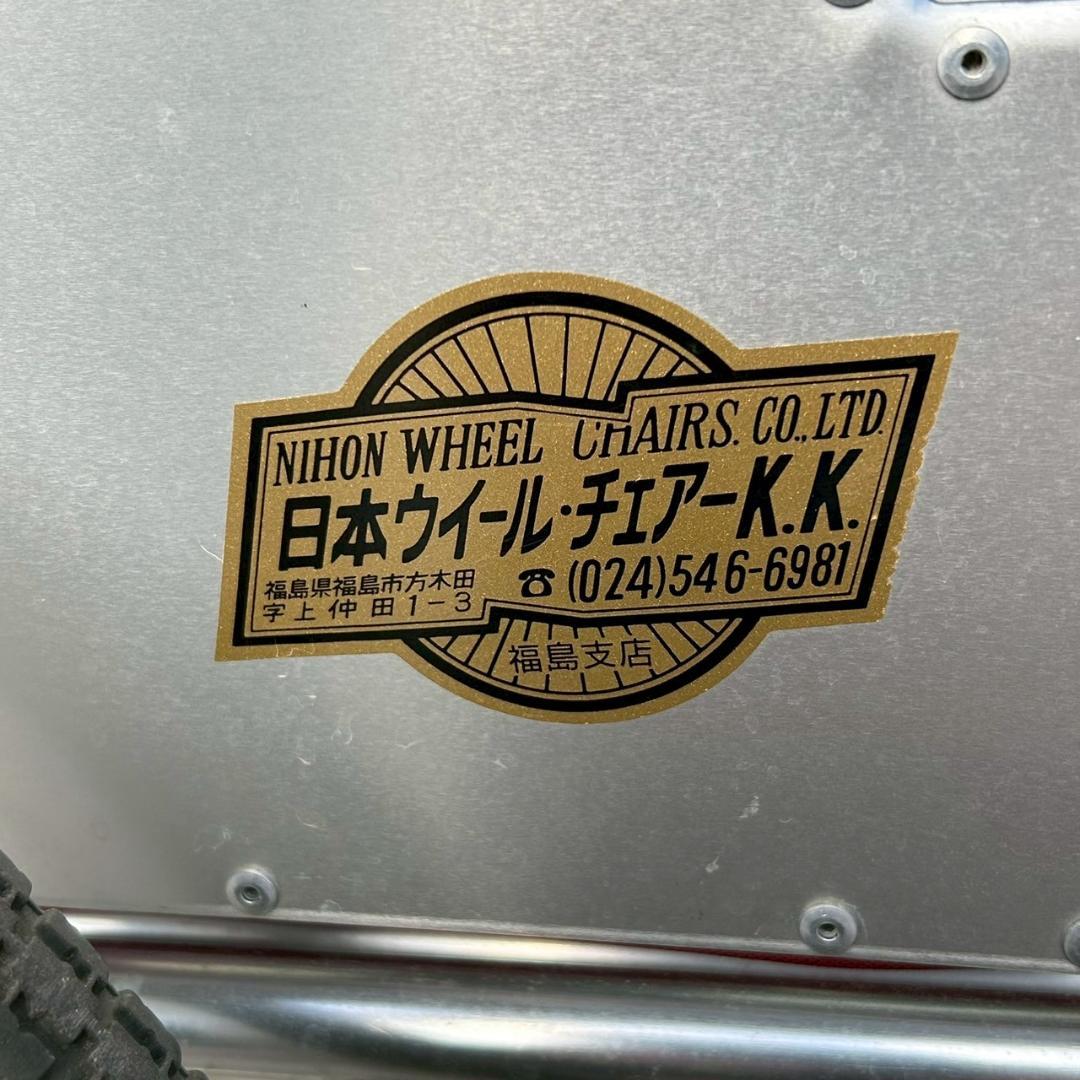 NIHON WHEEL CHAIRS. CO., LTD.
日本ウイール・チェアーK.K.
福島県福島市方木田
字上仲田1-3
☎ (024)546-6981
福島支店